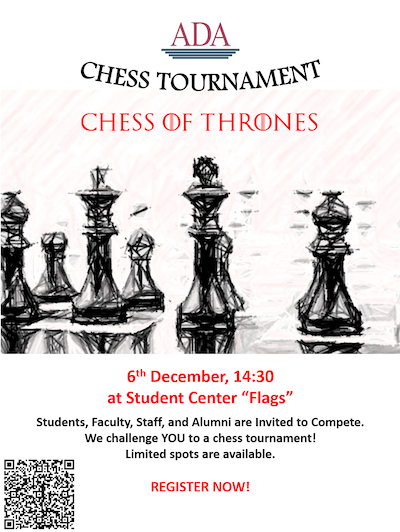 ADA
CHESS TOURNAMENT
CHESS OF THRONES
6th December, 14:30
at Student Center “Flags”
Students, Faculty, Staff, and Alumni are Invited to Compete.
We challenge YOU to a chess tournament!
Limited spots are available.
REGISTER NOW!